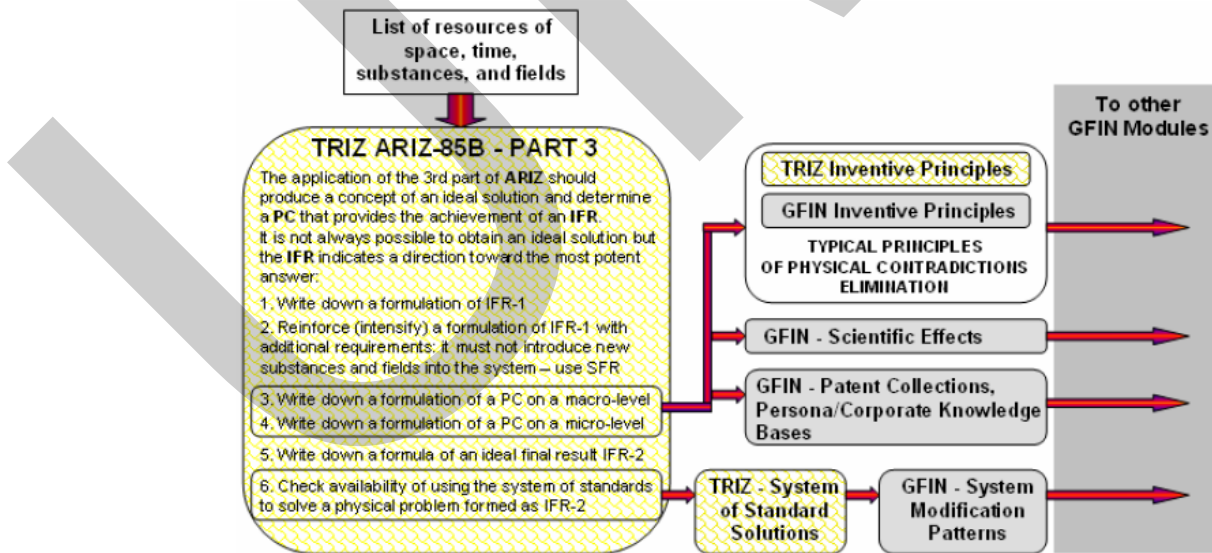 List of resources of
space, time,
substances, and fields
To other
GFIN Modules
TRIZ ARIZ-85B - PART 3
The application of the 3rd part of ARIZ should
produce a concept of an ideal solution and determine
a PC that provides the achievement of an IFR.
It is not always possible to obtain an ideal solution but
the IFR indicates a direction toward the most potent
answer:
1. Write down a formulation of IFR-1
2. Reinforce (intensify) a formulation of IFR-1 with
additional requirements: it must not introduce new
substances and fields into the system – use SFR
3. Write down a formulation of a PC on a macro-level
4. Write down a formulation of a PC on a micro-level
5. Write down a formula of an ideal final result IFR-2
6. Check availability of using the system of standards
to solve a physical problem formed as IFR-2
TRIZ Inventive Principles
GFIN Inventive Principles
TYPICAL PRINCIPLES
OF PHYSICAL CONTRADICTIONS
ELIMINATION
GFIN - Scientific Effects
GFIN - Patent Collections,
Persona/Corporate Knowledge
Bases
TRIZ - System
of Standard
Solutions
GFIN - System
Modification
Patterns